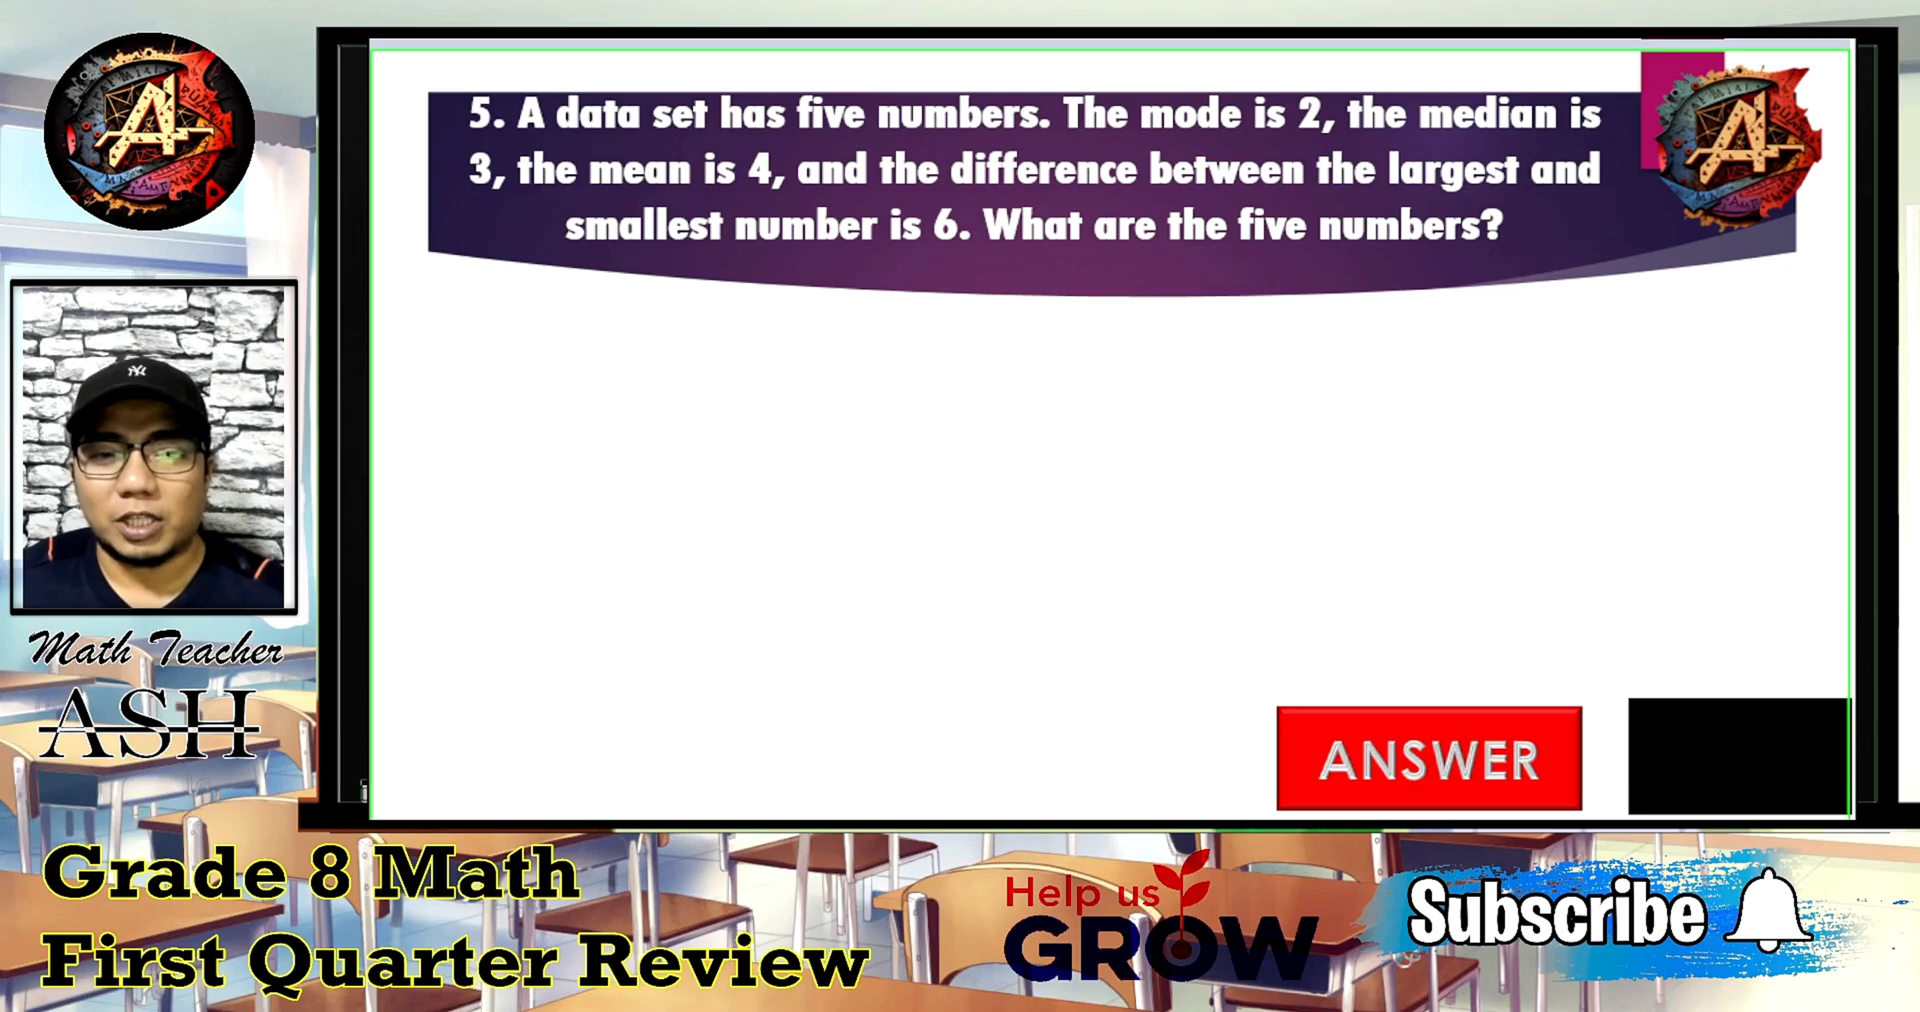 5. A data set has five numbers. The mode is 2, the median is
3, the mean is 4, and the difference between the largest and
smallest number is 6. What are the five numbers?
Math Teacher
ASH
ANSWER
Grade 8 Math
First Quarter Review
Help us
GROW
Subscribe